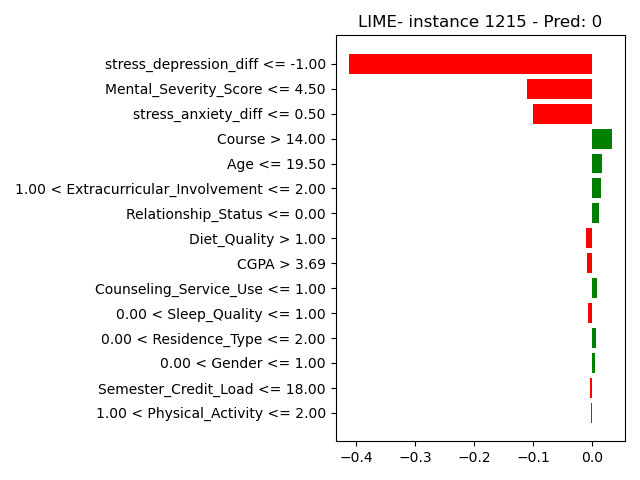 LIME- instance 1215 - Pred: 0
stress_depression_diff <= -1.00
Mental_Severity_Score <= 4.50
stress_anxiety_diff <= 0.50
Course > 14.00
Age <= 19.50
1.00 < Extracurricular_Involvement <= 2.00
Relationship_Status <= 0.00
Diet_Quality > 1.00
CGPA > 3.69
Counseling_Service_Use <= 1.00
0.00 < Sleep_Quality <= 1.00
0.00 < Residence_Type <= 2.00
0.00 < Gender <= 1.00
Semester_Credit_Load <= 18.00
1.00 < Physical_Activity <= 2.00
−0.4 −0.3 −0.2 −0.1 0.0